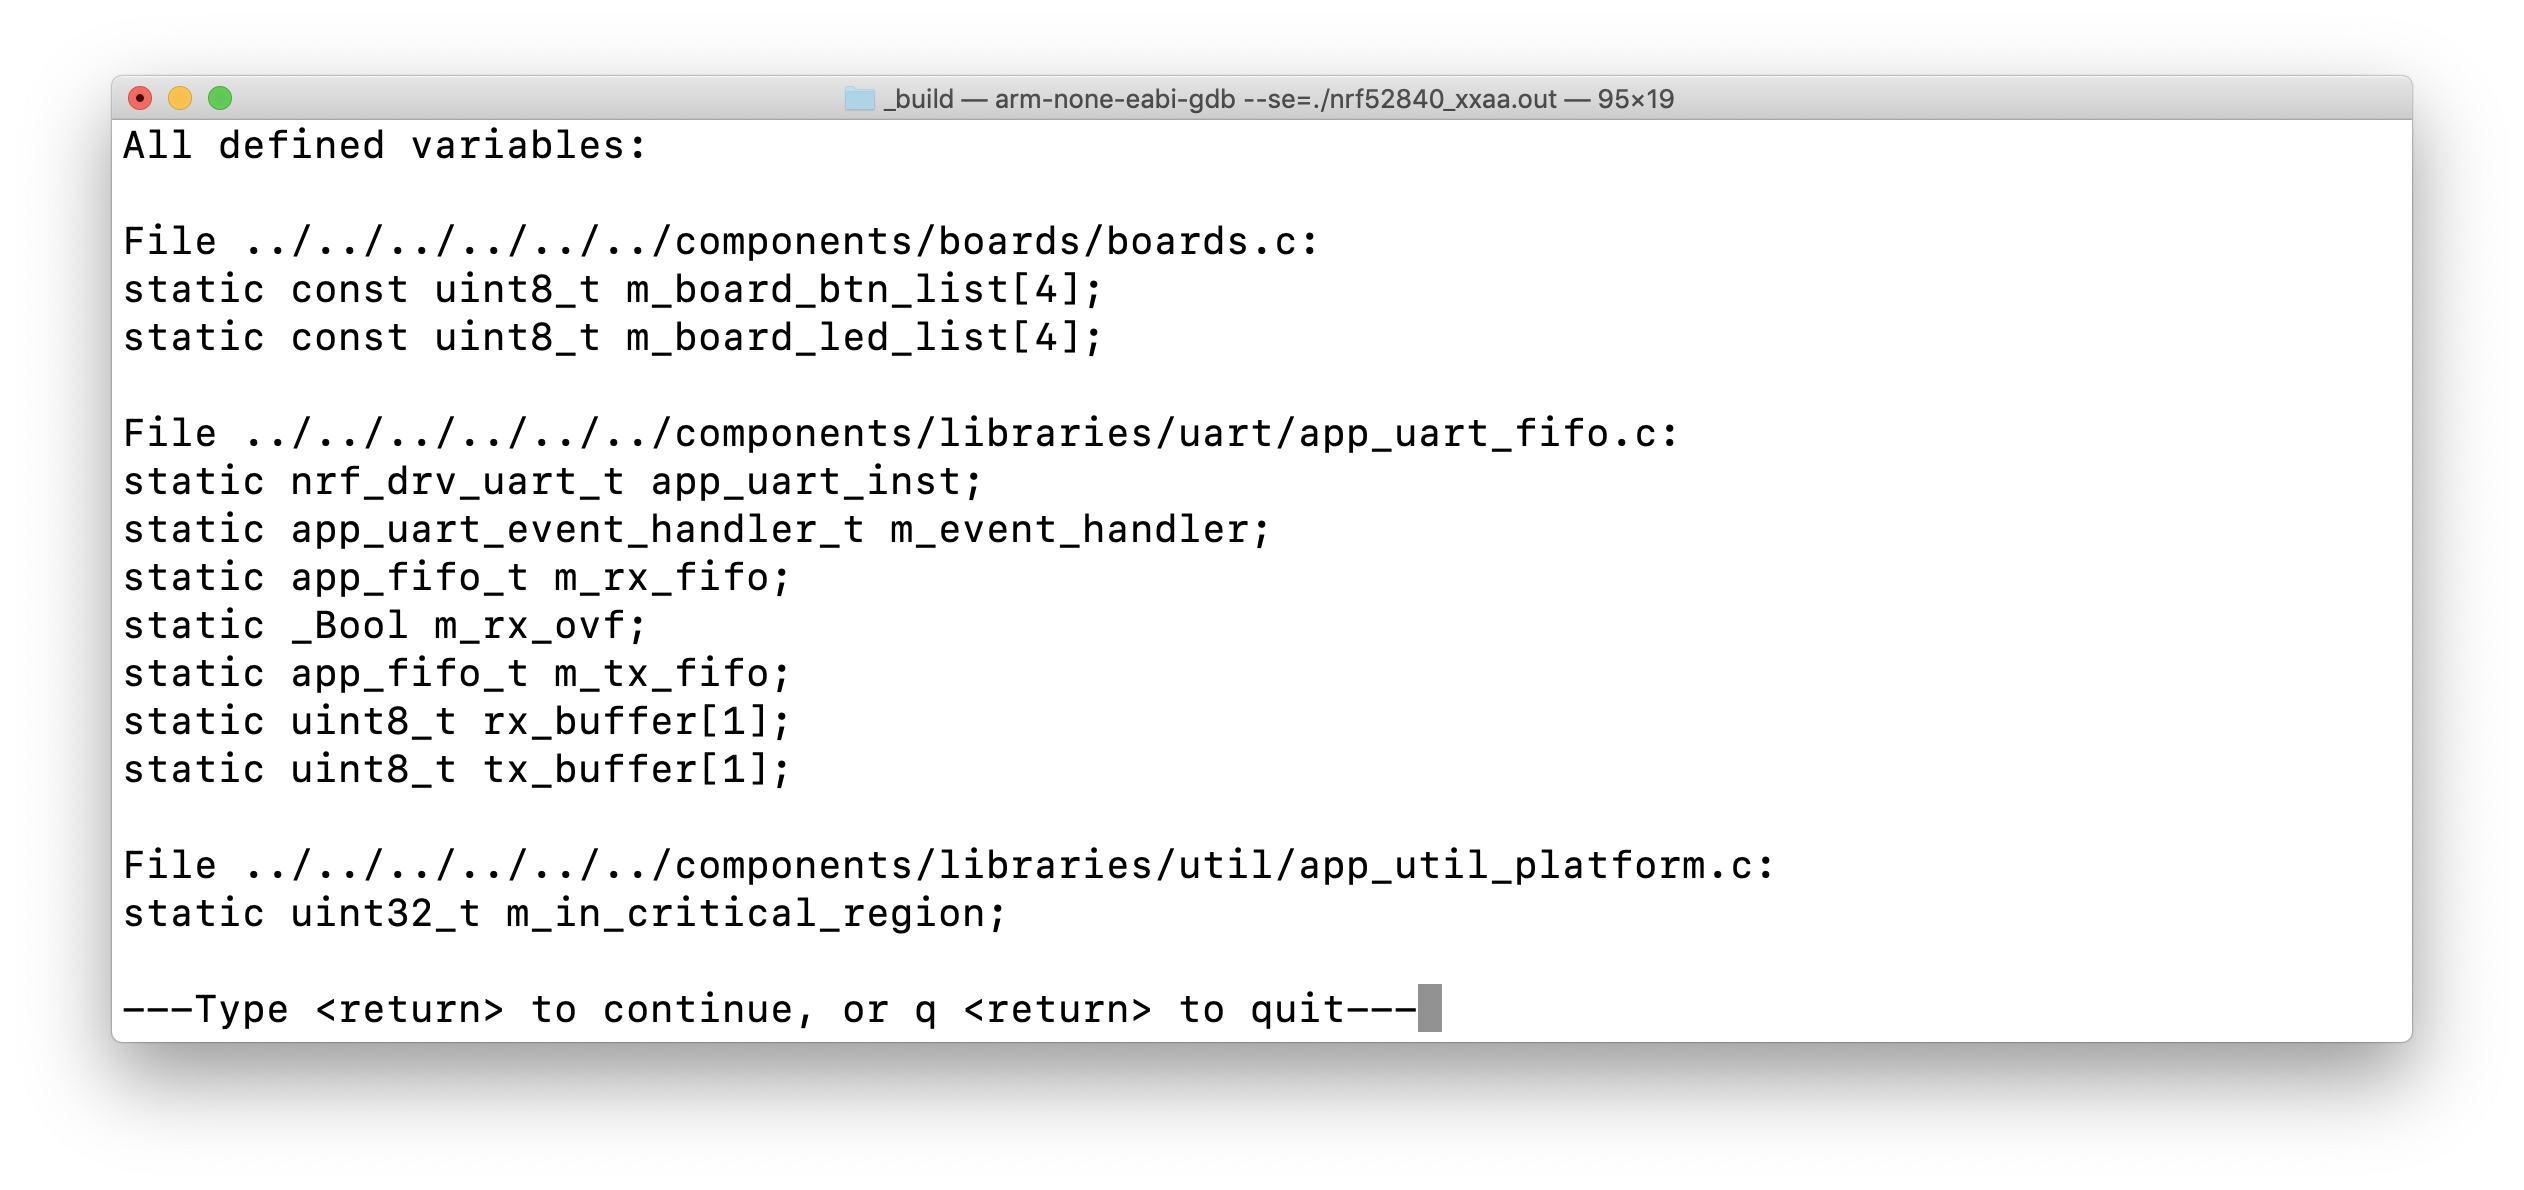 _build — arm-none-eabi-gdb --se=./nrf52840_xxaa.out — 95×19
All defined variables:
File ../../../../../../components/boards/boards.c:
static const uint8_t m_board_btn_list[4];
static const uint8_t m_board_led_list[4];
File ../../../../../../components/libraries/uart/app_uart_fifo.c:
static nrf_drv_uart_t app_uart_inst;
static app_uart_event_handler_t m_event_handler;
static app_fifo_t m_rx_fifo;
static _Bool m_rx_ovf;
static app_fifo_t m_tx_fifo;
static uint8_t rx_buffer[1];
static uint8_t tx_buffer[1];
File ../../../../../../components/libraries/util/app_util_platform.c:
static uint32_t m_in_critical_region;
---Type <return> to continue, or q <return> to quit---